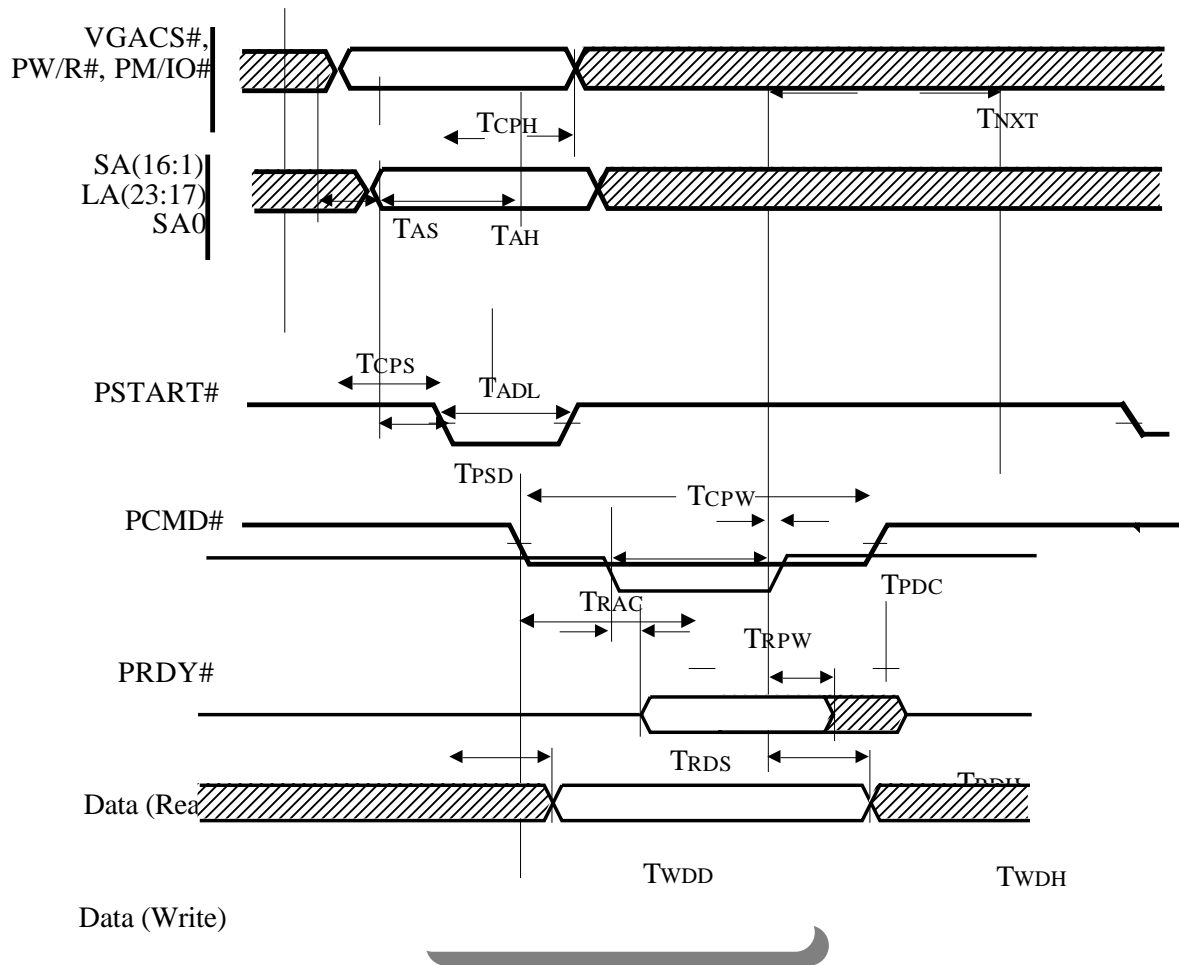 VGACS#,
PW/R#, PM/IO#
TCPH
TNXT
SA(16:1)
LA(23:17)
SA0
TAS
TAH
TCPS
TADL
PSTART#
TPSD
TCPW
PCMD#
TRAC
TPDC
TRPW
PRDY#
TRDS
Data (Rea
TWDD
TWDH
Data (Write)